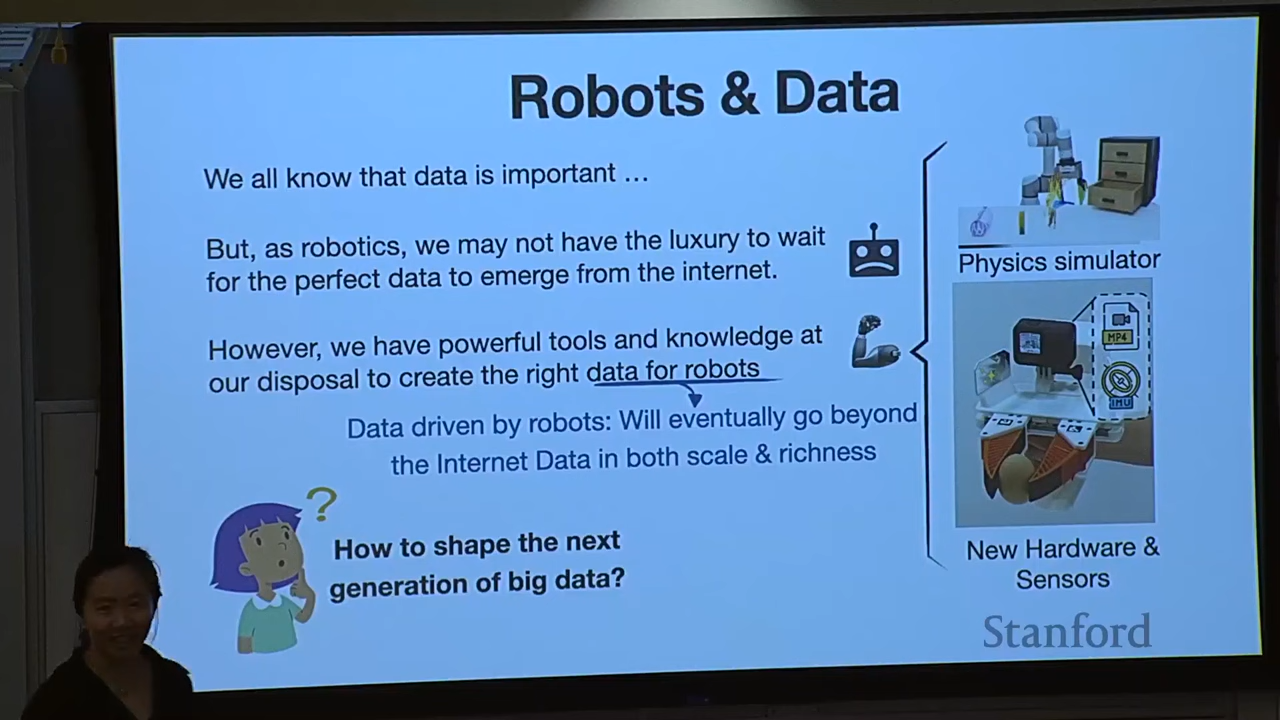 Robots & Data
We all know that data is important …
But, as robotics, we may not have the luxury to wait
for the perfect data to emerge from the internet.
However, we have powerful tools and knowledge at
our disposal to create the right data for robots
Data driven by robots: Will eventually go beyond
the Internet Data in both scale & richness
?
How to shape the next
generation of big data?
Physics simulator
MP4
IMU
New Hardware &
Sensors
Stanford